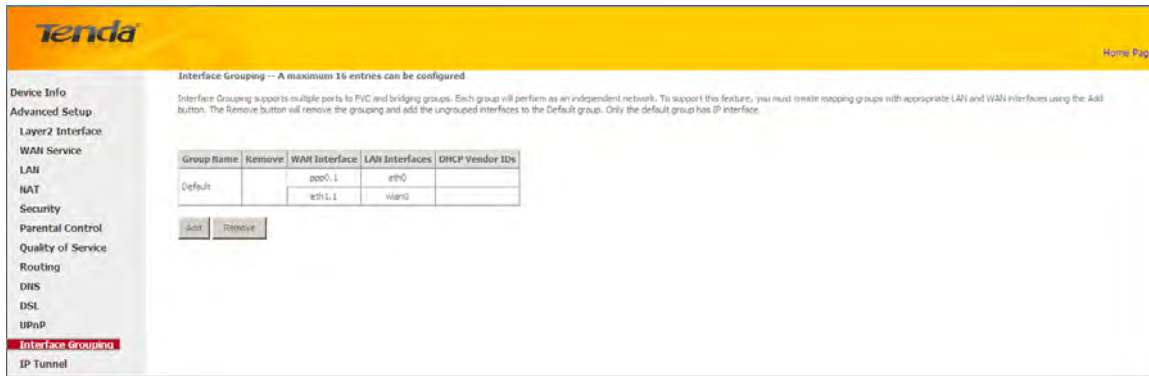 Tenda
Home Pag
Device Info
Advanced Setup
Layer2 Interface
WAN Service
LAN
NAT
Security
Parental Control
Quality of Service
Routing
DNS
DSL
UPnP
Interface Grouping
IP Tunnel
Interface Grouping -- A maximum 16 entries can be configured
Interface Grouping supports multiple ports to PVC and bridging groups. Each group will perform as an independent network. To support this feature, you must create mapping groups with appropriate LAN and WAN interfaces using the Add
button. The Remove button will remove the grouping and add the ungrouped interfaces to the Default group. Only the default group has IP interface.
Group Name Remove WAN Interface LAN Interfaces DHCP Vendor IDs
Default ppp0.1 eth0
eth1.1 wlan0
Add Remove